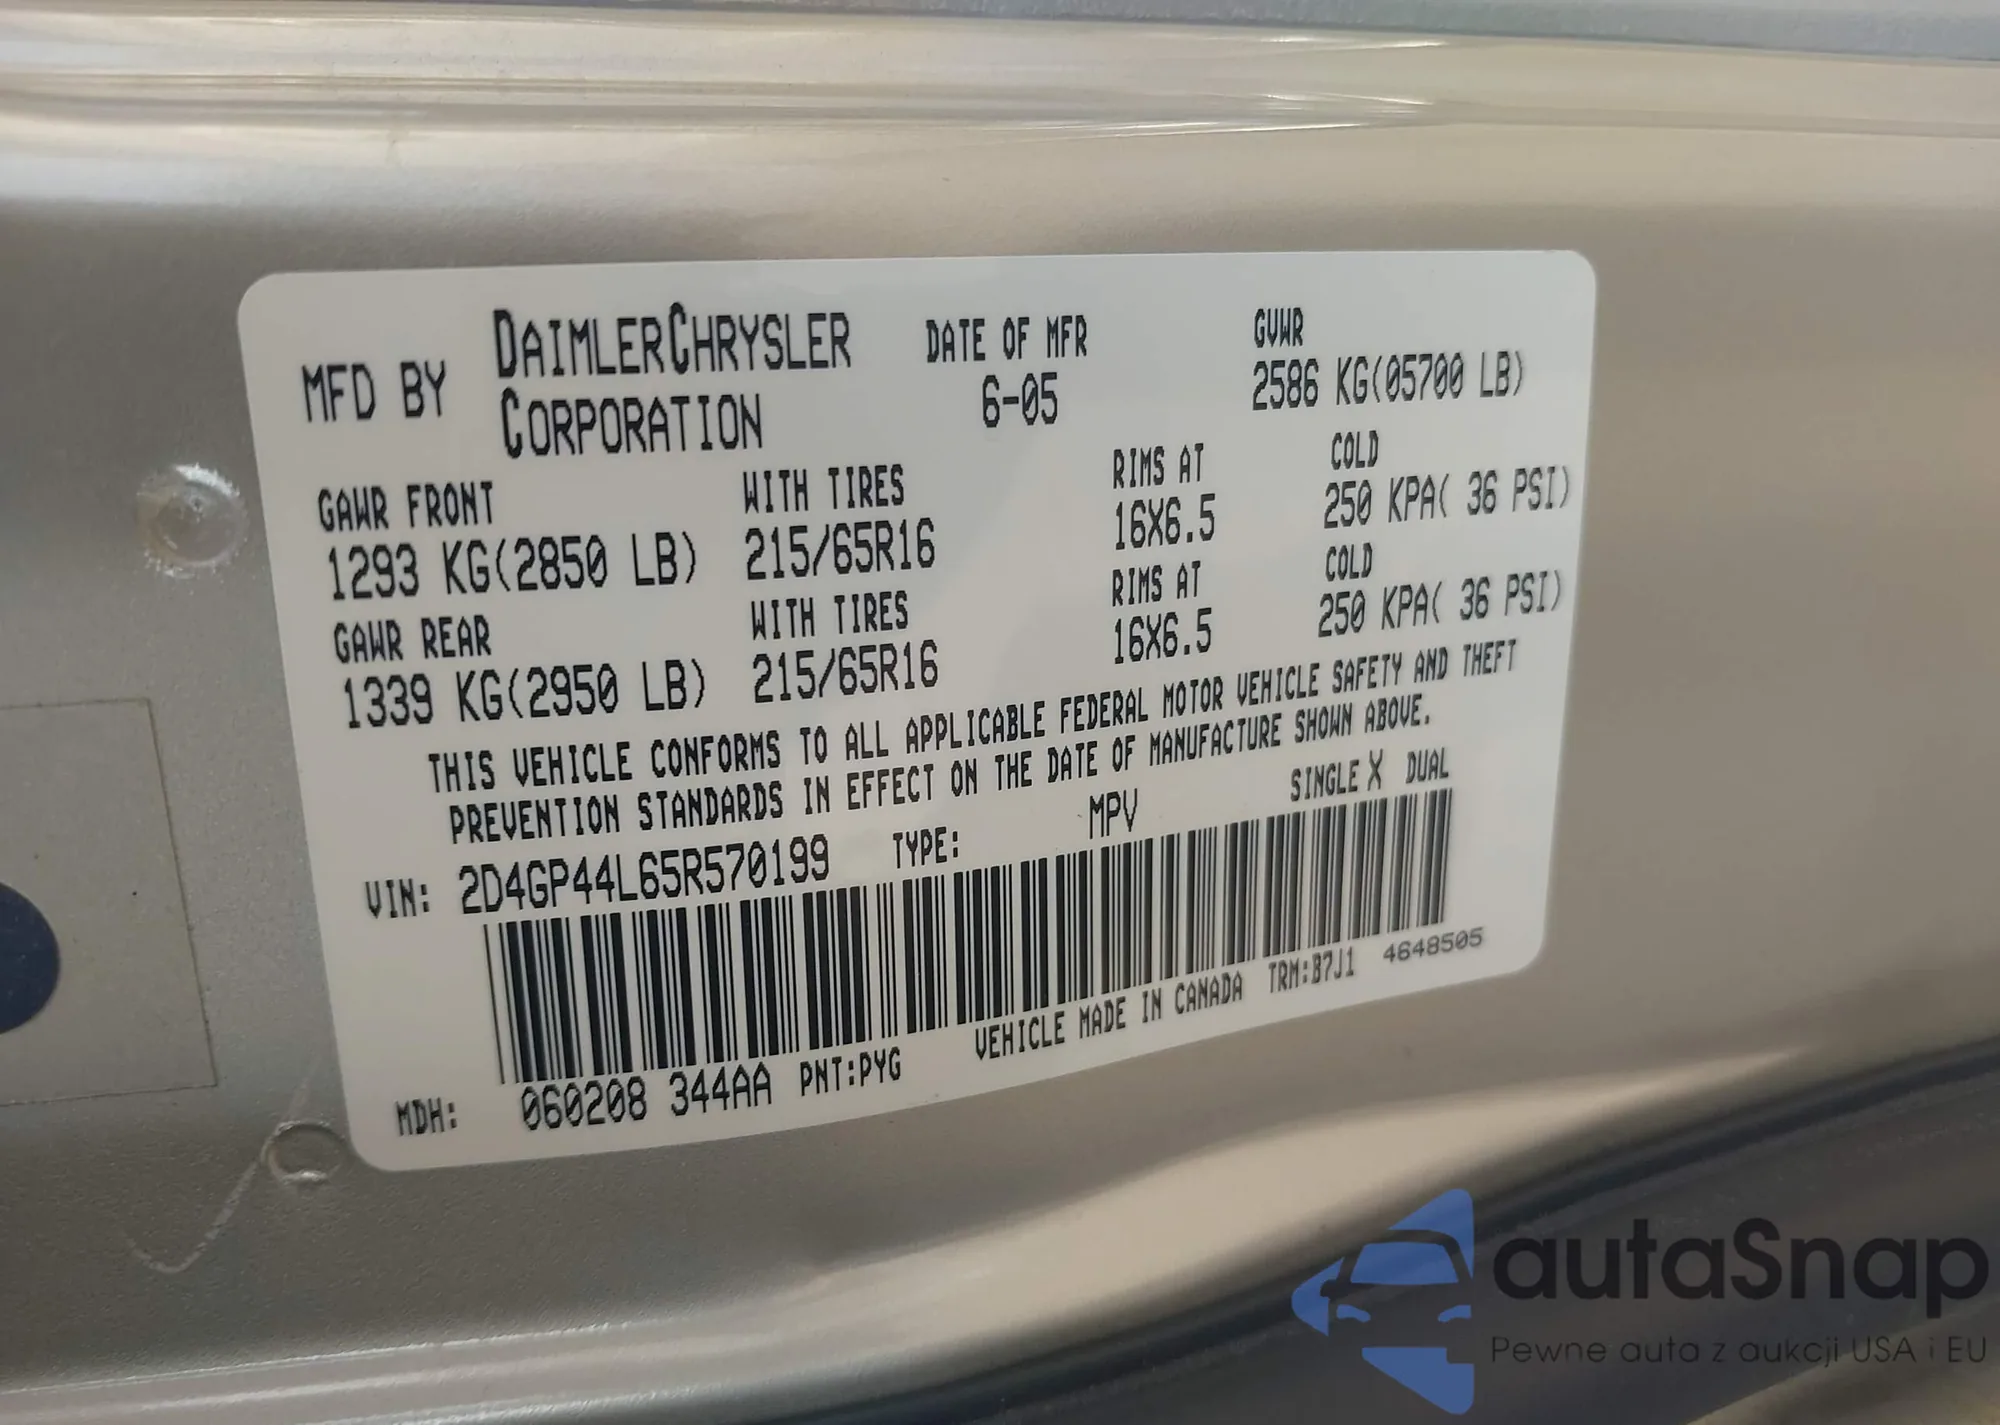 MFD BY DAIMLERCHRYSLER CORPORATION
DATE OF MFR
6-05
GVWR
2586 KG(05700 LB)
GAWR FRONT WITH TIRES RIMS AT COLD
1293 KG(2850 LB) 215/65R16 16X6.5 250 KPA( 36 PSI)
GAWR REAR WITH TIRES RIMS AT COLD
1339 KG(2950 LB) 215/65R16 16X6.5 250 KPA( 36 PSI)
THIS VEHICLE CONFORMS TO ALL APPLICABLE FEDERAL MOTOR VEHICLE SAFETY AND THEFT
PREVENTION STANDARDS IN EFFECT ON THE DATE OF MANUFACTURE SHOWN ABOVE.
VIN: 2D4GP44L65R570199 TYPE: MPV SINGLE X DUAL
MDH: 060208 344AA PNT:PYG VEHICLE MADE IN CANADA TRM:B7J1 4648505
autaSnap
Pewne auta z aukcji USA i EU